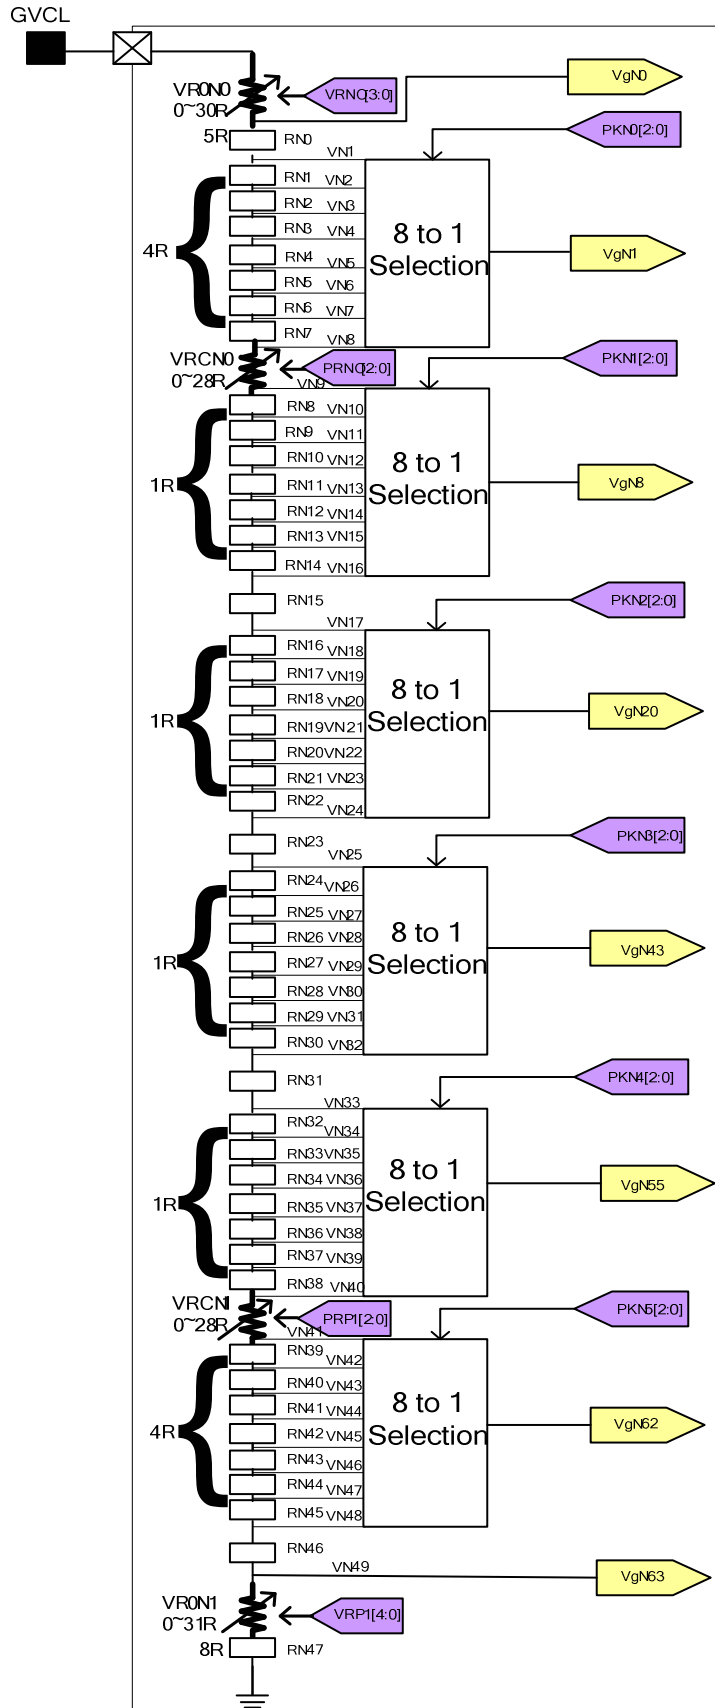 GVCL
VR0N0
0~30R
VRN0[3:0]
VgN0
5R
RN0
PKN0[2:0]
VN1
RN1
VN2
RN2
VN3
RN3
VN4
8 to 1
Selection
VgN1
4R
RN4
VN5
RN5
VN6
RN6
VN7
RN7
VN8
VRCN0
0~28R
PRN0[2:0]
PKN1[2:0]
VN9
RN8
VN10
RN9
VN11
RN10
VN12
8 to 1
Selection
VgN8
1R
RN11
VN13
RN12
VN14
RN13
VN15
RN14
VN16
RN15
PKN2[2:0]
VN17
RN16
VN18
RN17
VN19
RN18
VN20
8 to 1
Selection
VgN20
1R
RN19
VN21
RN20
VN22
RN21
VN23
RN22
VN24
RN23
PKN3[2:0]
VN25
RN24
VN26
RN25
VN27
RN26
VN28
8 to 1
Selection
VgN43
1R
RN27
VN29
RN28
VN30
RN29
VN31
RN30
VN32
RN31
PKN4[2:0]
VN33
RN32
VN34
RN33
VN35
RN34
VN36
8 to 1
Selection
VgN55
1R
RN35
VN37
RN36
VN38
RN37
VN39
RN38
VN40
VRCN1
0~28R
PRP1[2:0]
PKN5[2:0]
VN41
RN39
VN42
RN40
VN43
RN41
VN44
8 to 1
Selection
VgN62
4R
RN42
VN45
RN43
VN46
RN44
VN47
RN45
VN48
RN46
VN49
VgN63
VR0N1
0~31R
VRP1[4:0]
8R
RN47